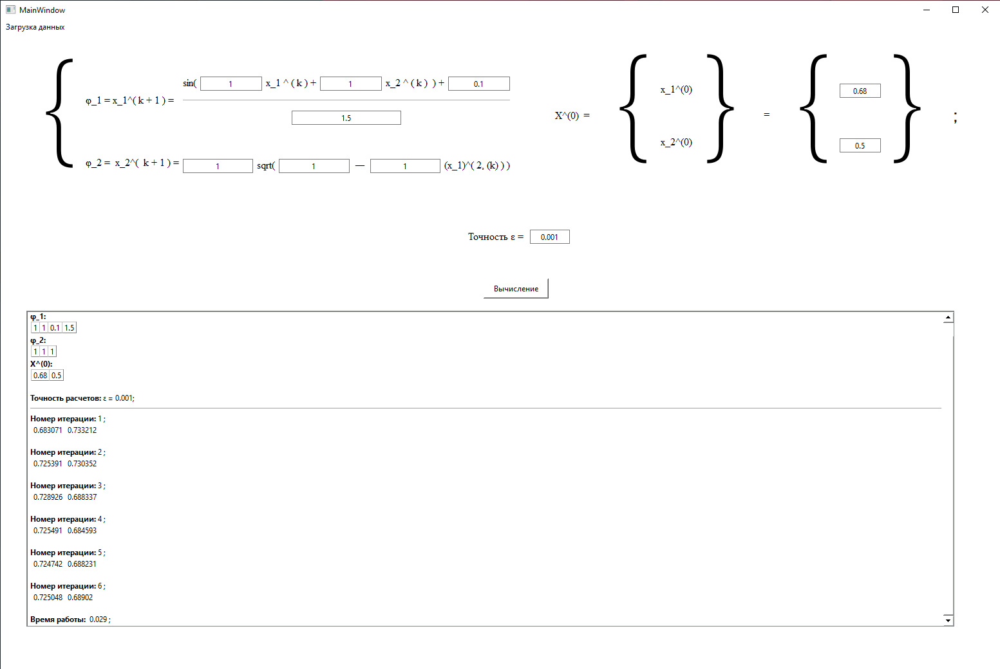 MainWindow
Загрузка данных
φ_1 = x_1^( k + 1 ) =
sin( 1 x_1 ^ ( k ) + 1 x_2 ^ ( k ) ) + 0.1
1.5
φ_2 = x_2^( k + 1 ) = 1 sqrt( 1 — 1 (x_1)^( 2, (k) ) )
X^(0) = { x_1^(0) } = { 0.68 } ;
x_2^(0) 0.5
Точность ε = 0.001
Вычисление
φ_1:
1 1 0.1 1.5
φ_2:
1 1 1
X^(0):
0.68 0.5
Точность расчетов: ε = 0.001;
Номер итерации: 1 ;
0.683071 0.733212
Номер итерации: 2 ;
0.725391 0.730352
Номер итерации: 3 ;
0.728926 0.688337
Номер итерации: 4 ;
0.725491 0.684593
Номер итерации: 5 ;
0.724742 0.688231
Номер итерации: 6 ;
0.725048 0.68902
Время работы: 0.029 ;